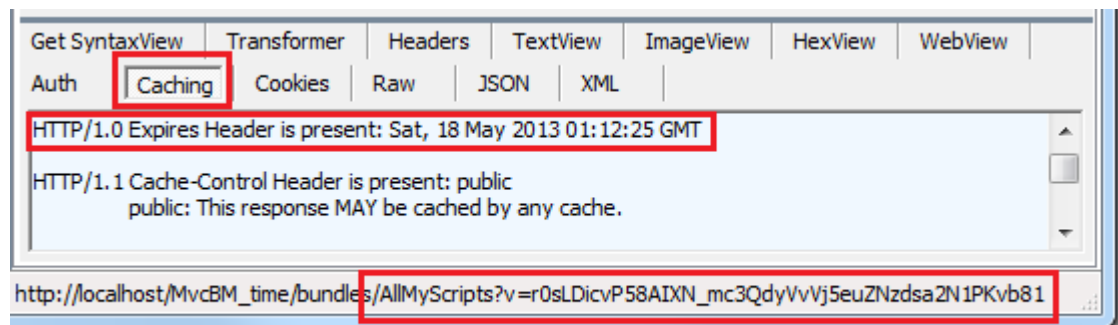 Get SyntaxView Transformer Headers TextView ImageView HexView WebView
Auth Caching Cookies Raw JSON XML
HTTP/1.0 Expires Header is present: Sat, 18 May 2013 01:12:25 GMT
HTTP/1.1 Cache-Control Header is present: public
public: This response MAY be cached by any cache.
http://localhost/MvcBM_time/bundles/AllMyScripts?v=r0sLDicvP58AIXN_mc3QdyVvVj5euZNzdsa2N1PKvb81